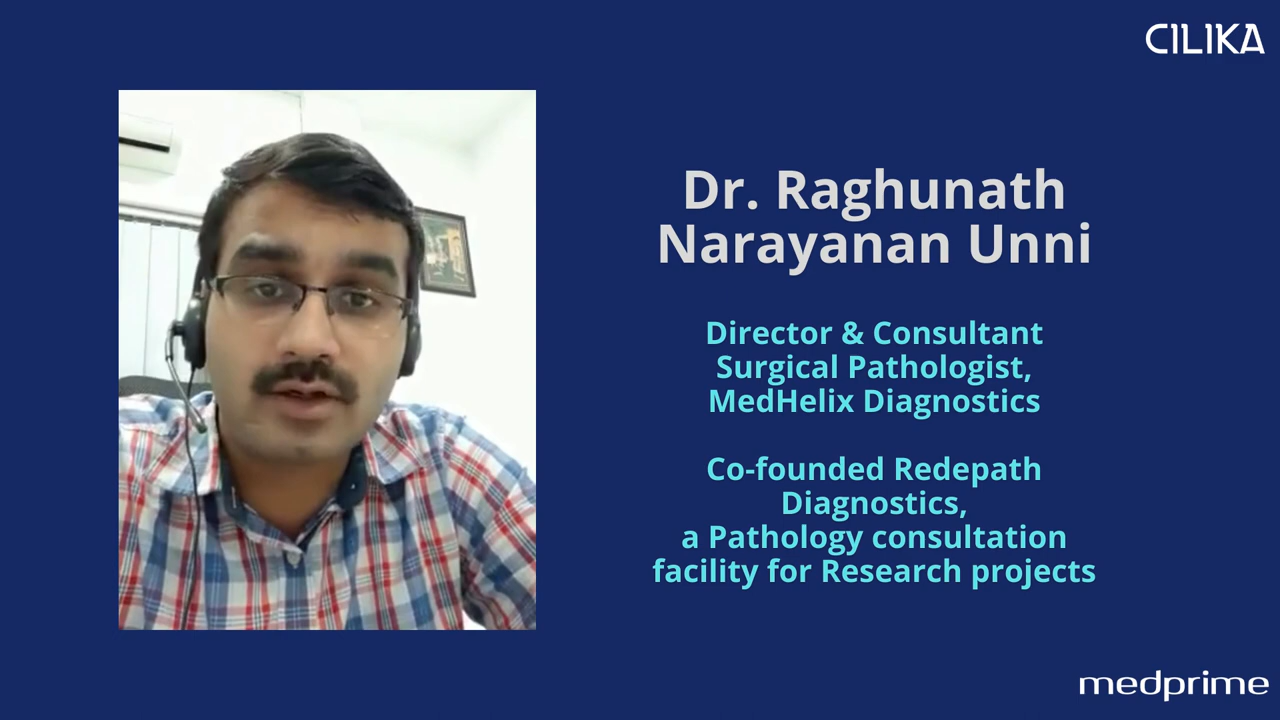 CILIKA
Dr. Raghunath
Narayanan Unni
Director & Consultant
Surgical Pathologist,
MedHelix Diagnostics
Co-founded Redepath
Diagnostics,
a Pathology consultation
facility for Research projects
medprime